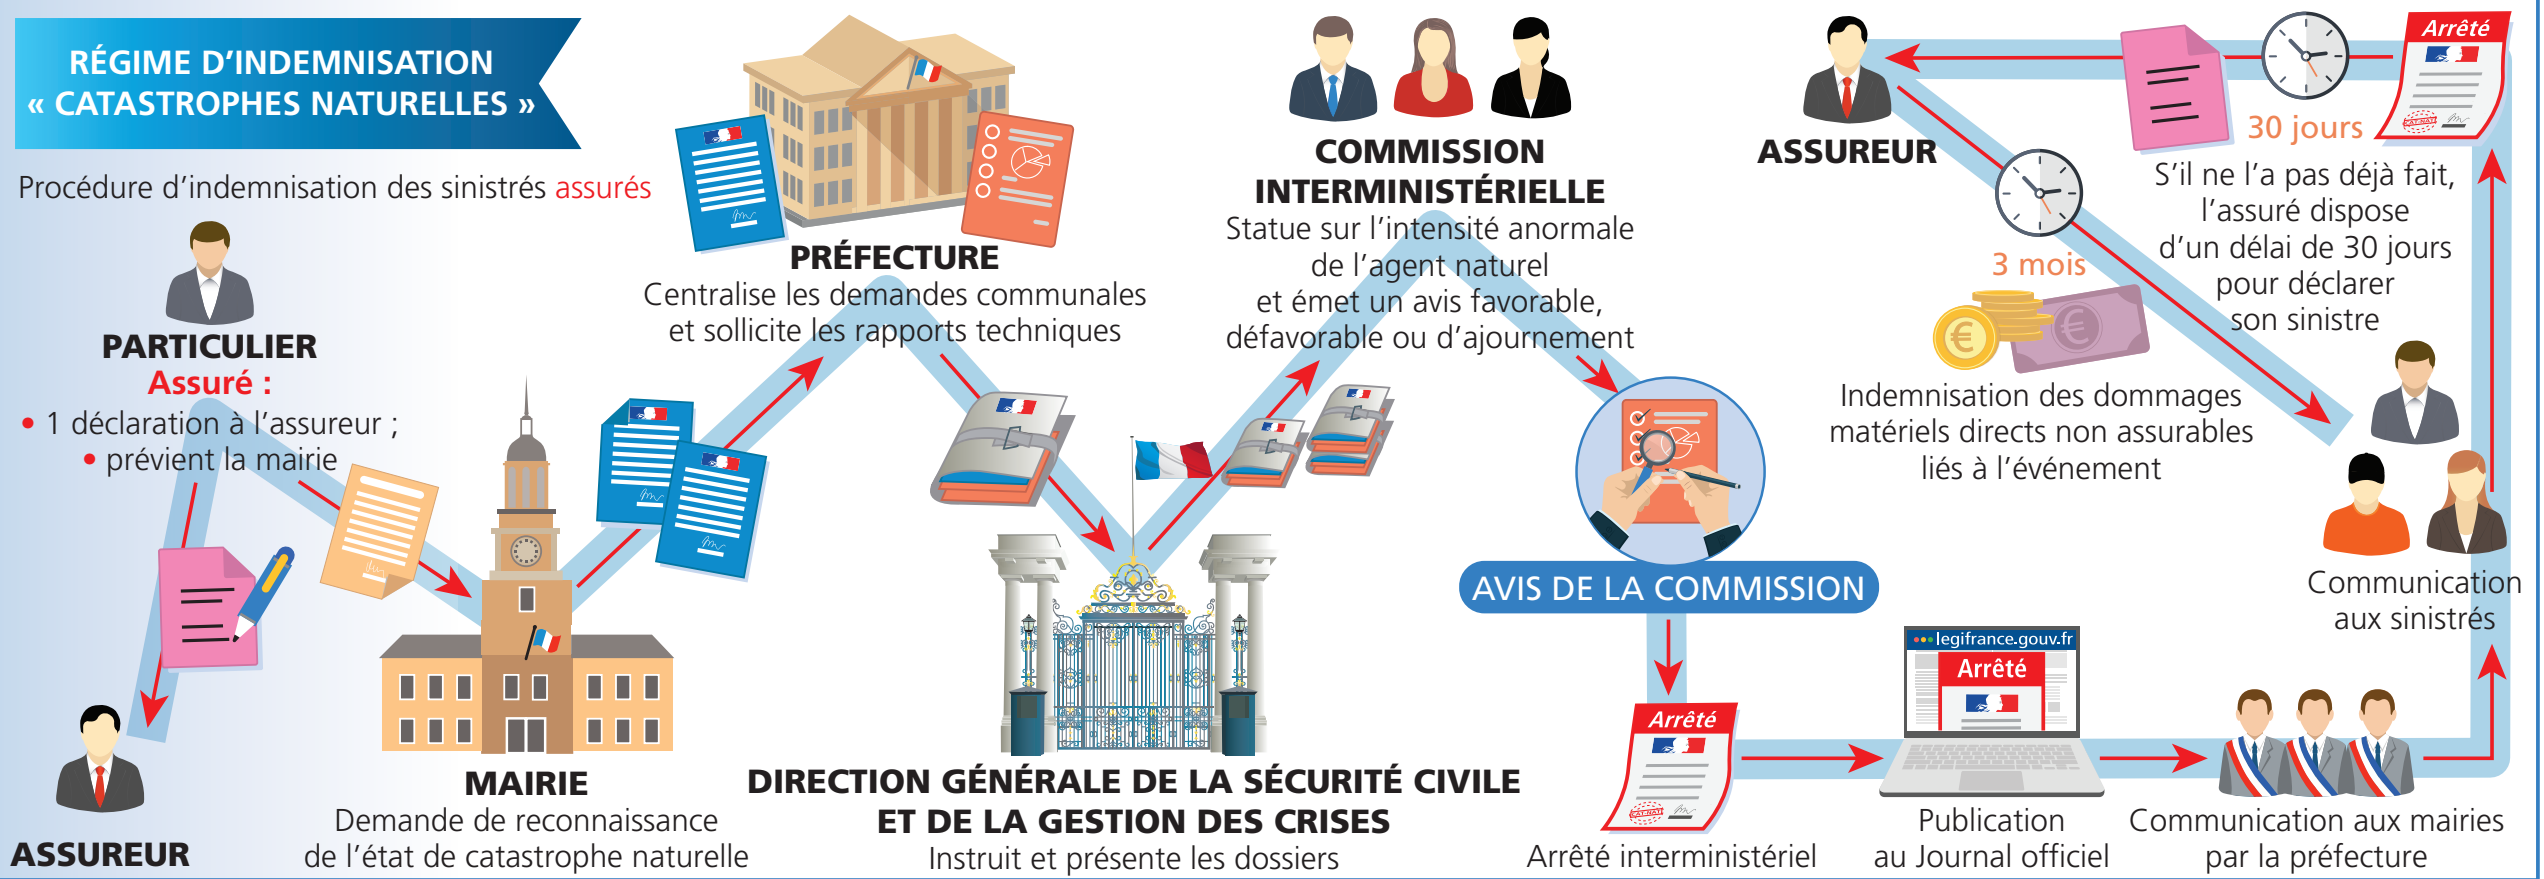 RÉGIME D'INDEMNISATION
« CATASTROPHES NATURELLES »
Procédure d'indemnisation des sinistrés assurés
PARTICULIER
Assuré :
• 1 déclaration à l'assureur ;
• prévient la mairie
ASSUREUR
MAIRIE
Demande de reconnaissance
de l'état de catastrophe naturelle
PRÉFECTURE
Centralise les demandes communales
et sollicite les rapports techniques
DIRECTION GÉNÉRALE DE LA SÉCURITÉ CIVILE
ET DE LA GESTION DES CRISES
Instruit et présente les dossiers
COMMISSION
INTERMINISTÉRIELLE
Statue sur l'intensité anormale
de l'agent naturel
et émet un avis favorable,
défavorable ou d'ajournement
AVIS DE LA COMMISSION
Arrêté
CAT-NAT
Arrêté interministériel
legifrance.gouv.fr
Arrêté
Publication
au Journal officiel
Communication aux mairies
par la préfecture
Communication
aux sinistrés
Arrêté
CAT-NAT
30 jours
S'il ne l'a pas déjà fait,
l'assuré dispose
d'un délai de 30 jours
pour déclarer
son sinistre
ASSUREUR
3 mois
€
€
Indemnisation des dommages
matériels directs non assurables
liés à l'événement